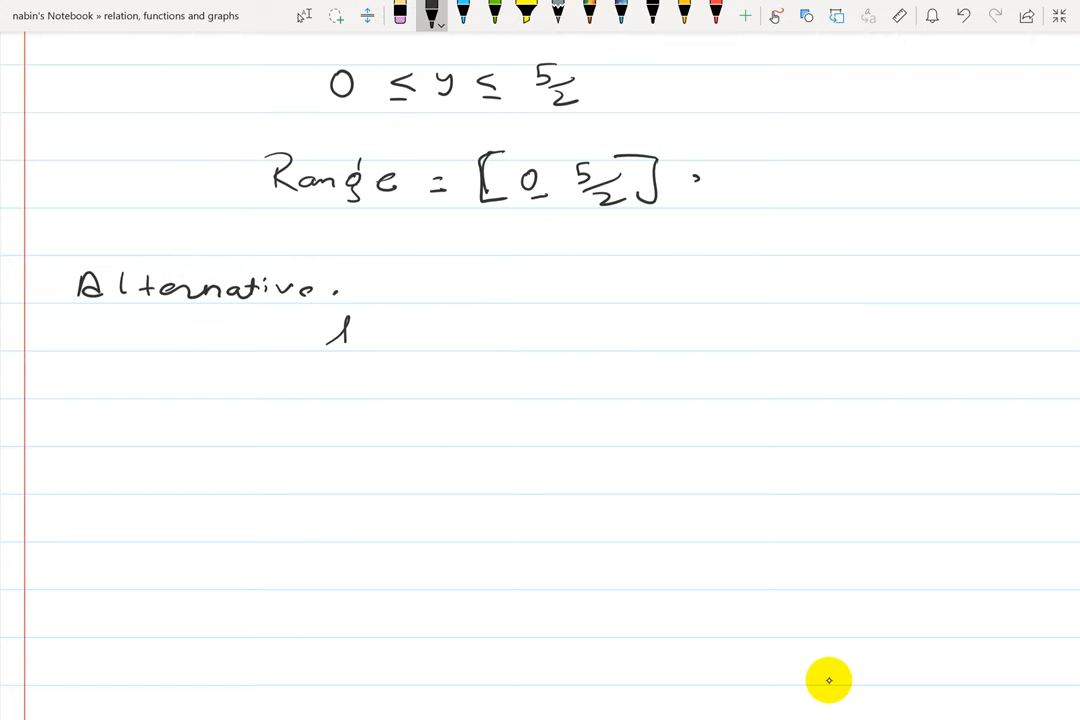 nabin's Notebook » relation, functions and graphs
0 ≤ y ≤ 5/2
Range = [0 5/2] .
Alternative .